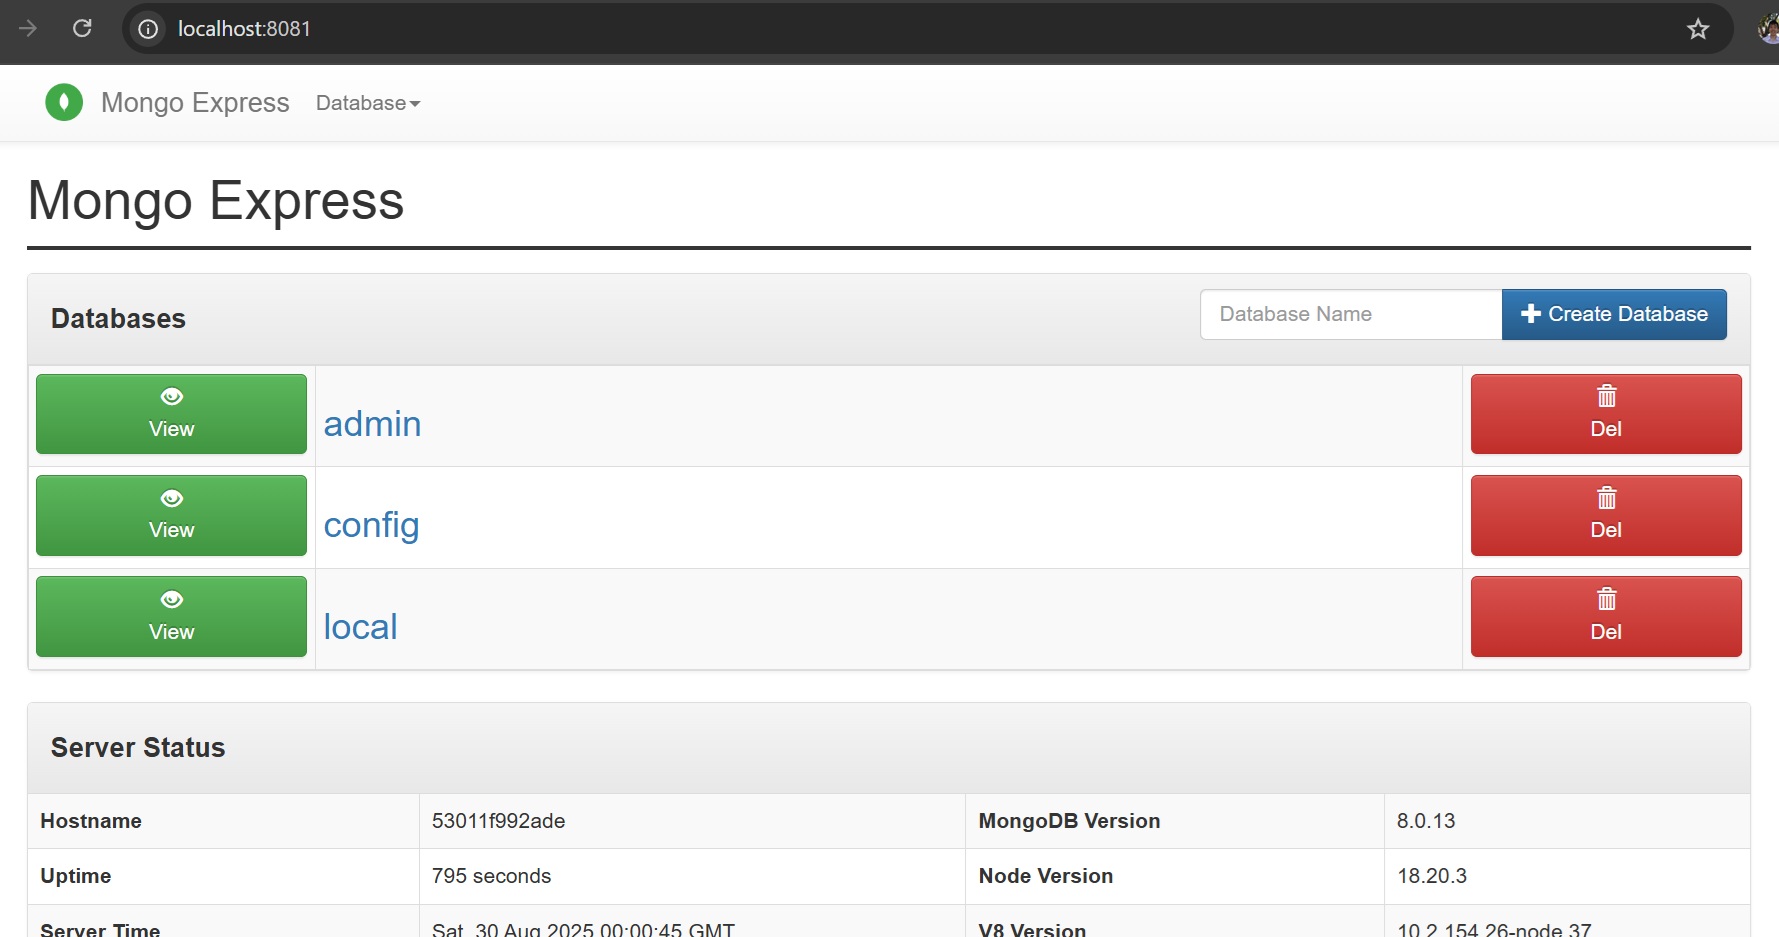 localhost:8081
Mongo Express Database
Mongo Express
Databases Database Name Create Database
View admin Del
View config Del
View local Del
Server Status
Hostname 53011f992ade MongoDB Version 8.0.13
Uptime 795 seconds Node Version 18.20.3
Server Time Sat, 30 Aug 2025 00:00:45 GMT V8 Version 10.2.154.26-node.37